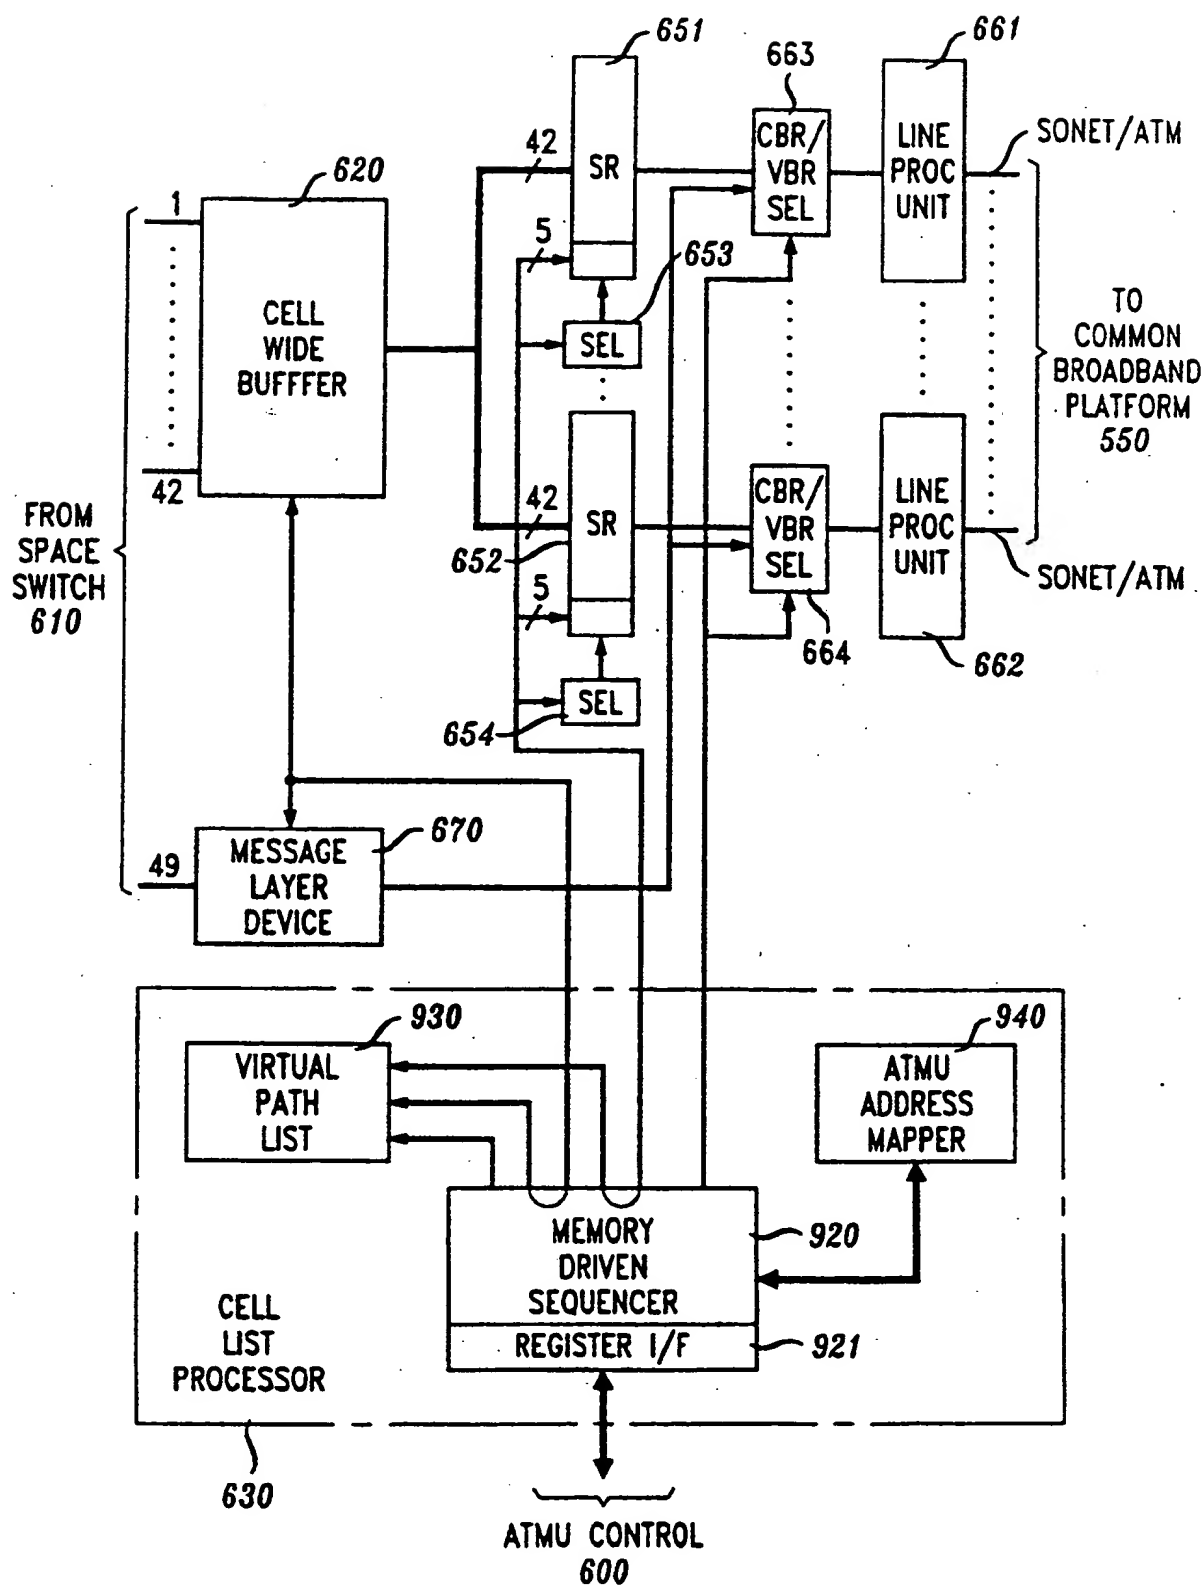 651
663
661
42
SR
CBR/
VBR
SEL
LINE
PROC
UNIT
SONET/ATM
620
1
5
653
CELL
WIDE
BUFFFER
SEL
TO
COMMON
BROADBAND
PLATFORM
550
42
FROM
SPACE
SWITCH
610
42
SR
652
CBR/
VBR
SEL
LINE
PROC
UNIT
SONET/ATM
5
664
662
SEL
654
670
49
MESSAGE
LAYER
DEVICE
930
940
VIRTUAL
PATH
LIST
ATMU
ADDRESS
MAPPER
MEMORY
DRIVEN
SEQUENCER
920
REGISTER I/F
921
CELL
LIST
PROCESSOR
630
ATMU CONTROL
600